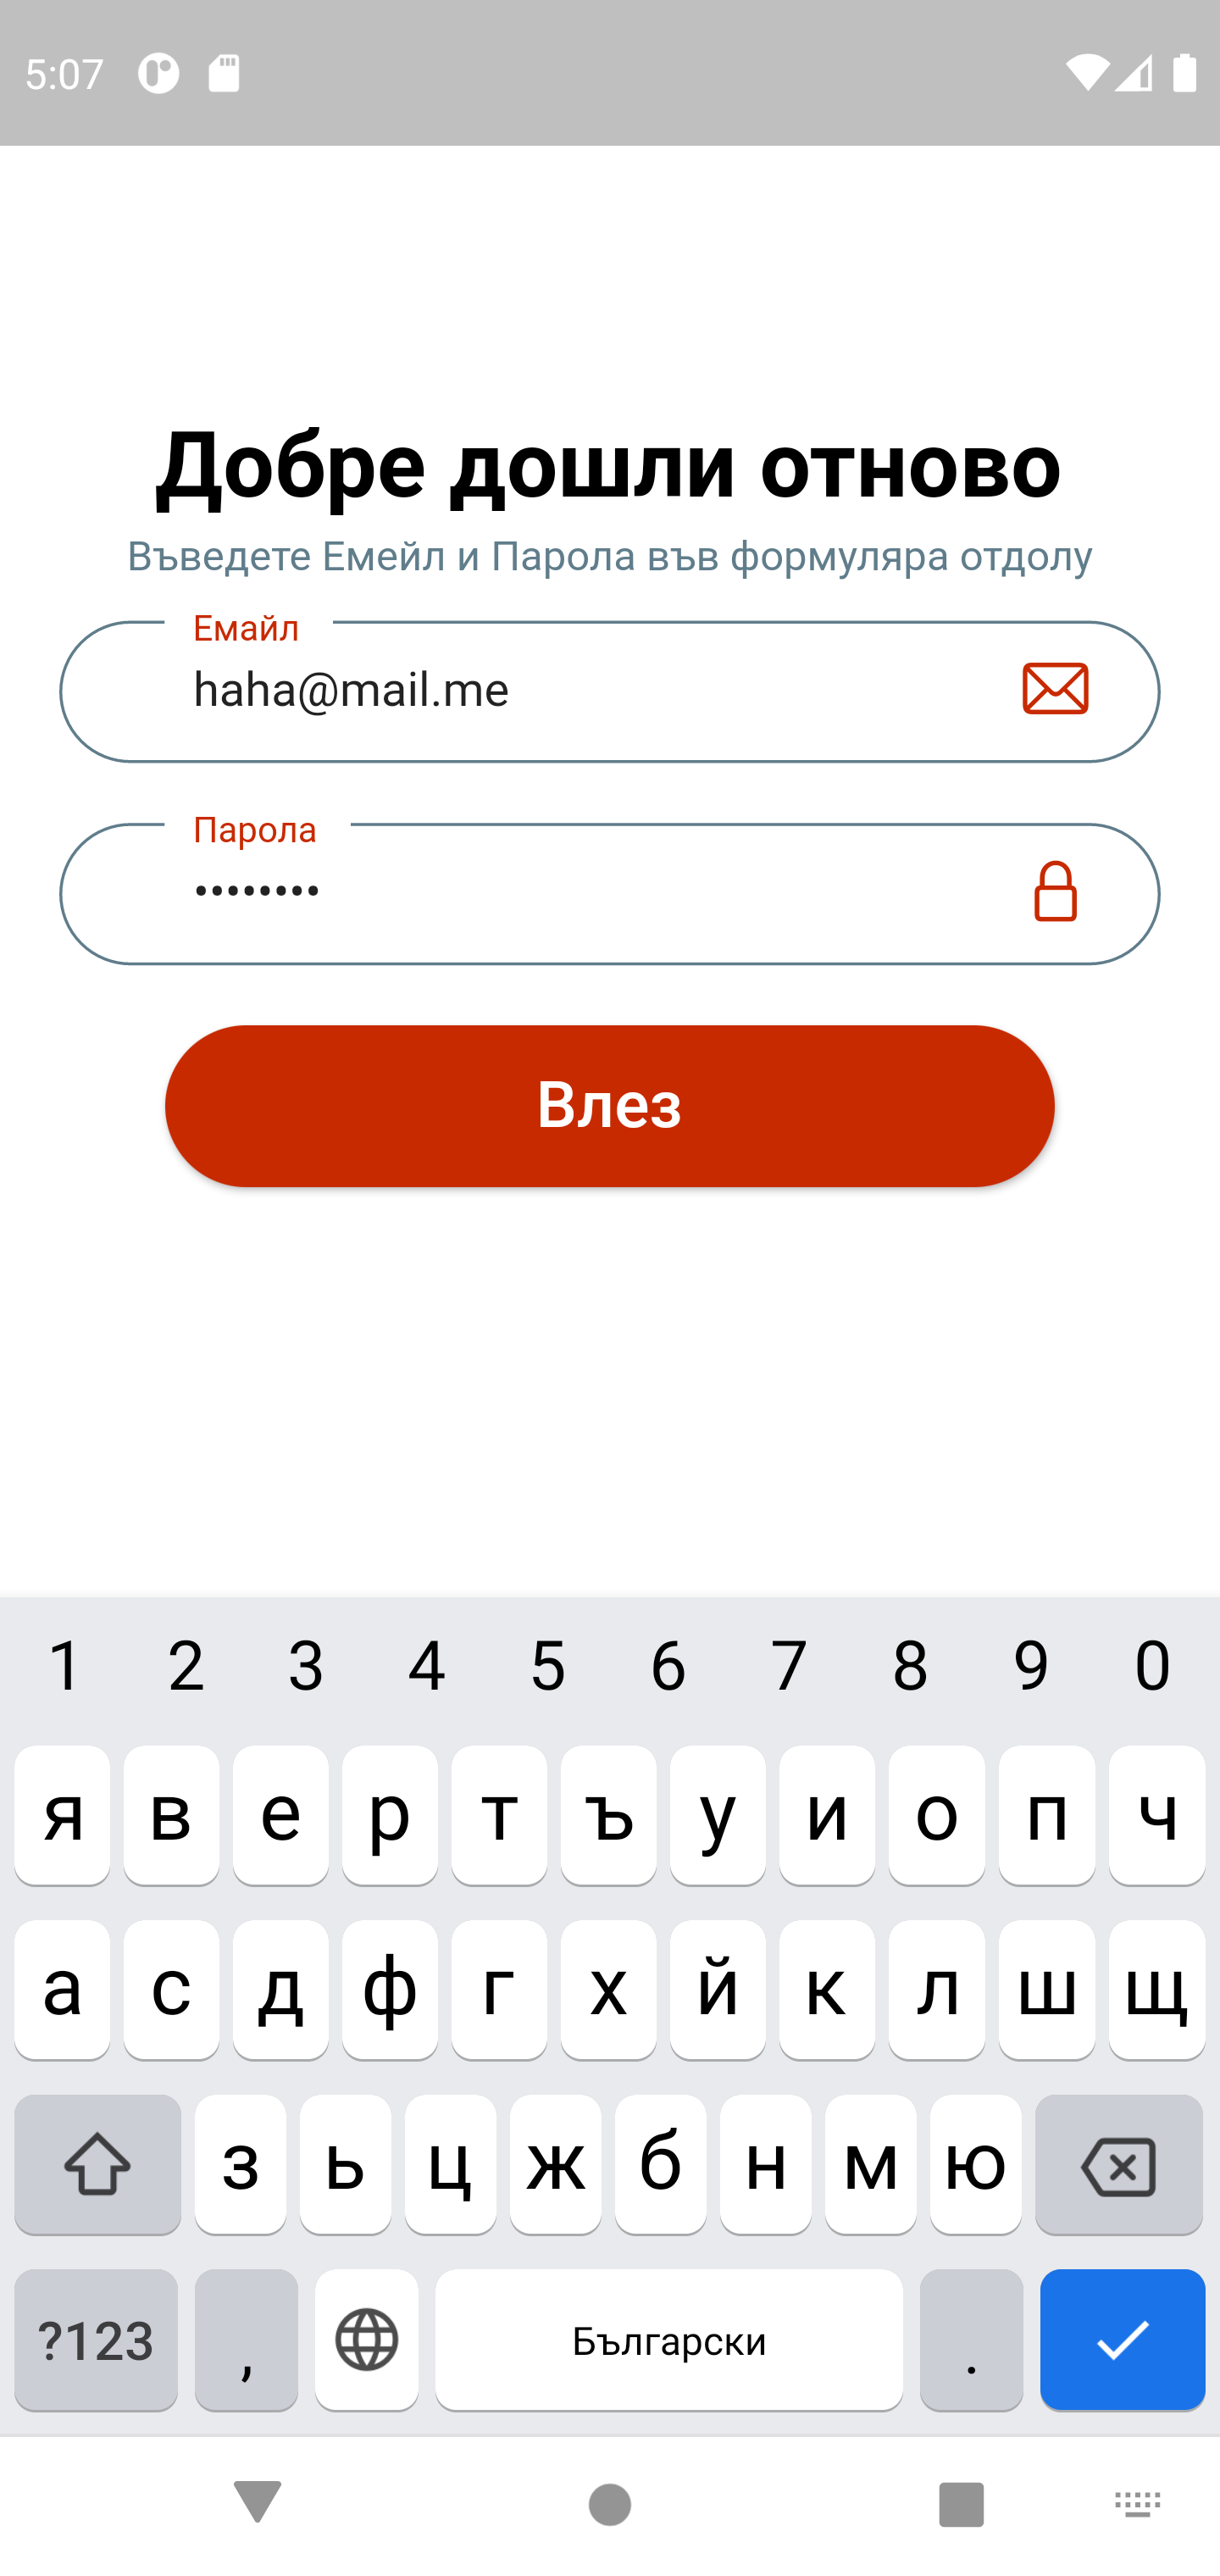 5:07
Добре дошли отново
Въведете Емейл и Парола във формуляра отдолу
Емайл
haha@mail.me
Парола
••••••••
Влез
1 2 3 4 5 6 7 8 9 0
я в е р т ъ у и о п ч
а с д ф г х й к л ш щ
з ь ц ж б н м ю
?123 , Български .